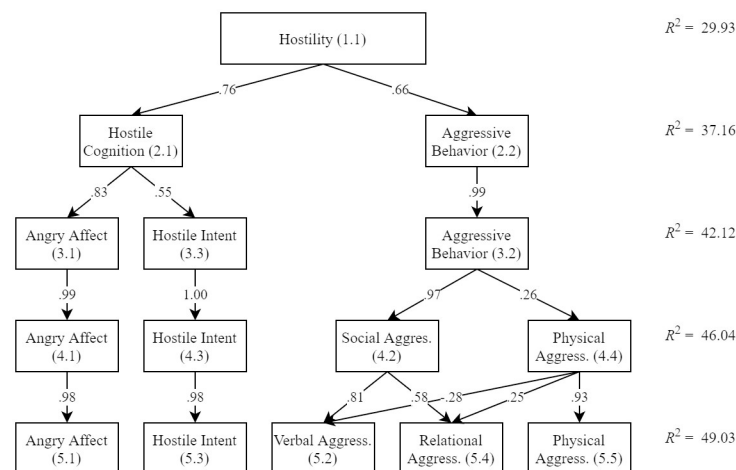 Hostility (1.1)
R² = 29.93
.76
.66
Hostile
Cognition (2.1)
Aggressive
Behavior (2.2)
R² = 37.16
.83
.55
.99
Angry Affect
(3.1)
Hostile Intent
(3.3)
Aggressive
Behavior (3.2)
R² = 42.12
.99
1.00
.97
.26
Angry Affect
(4.1)
Hostile Intent
(4.3)
Social Aggres.
(4.2)
Physical
Aggress. (4.4)
R² = 46.04
.98
.98
.81
.58
.28
.25
.93
Angry Affect
(5.1)
Hostile Intent
(5.3)
Verbal Aggress.
(5.2)
Relational
Aggress. (5.4)
Physical
Aggress. (5.5)
R² = 49.03